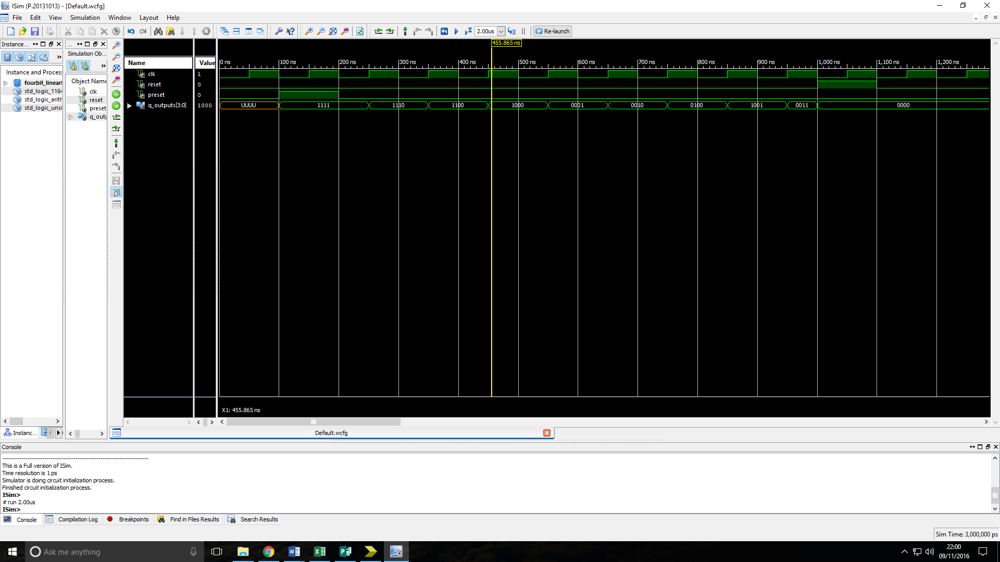 ISim (P.20131013) - [Default.wcfg]
File Edit View Simulation Window Layout Help
2.00us Re-launch
Instance... ...
Simulation Ob...
Instance and Proces
fourbit_linearf
std_logic_1164
std_logic_arith
std_logic_unsi
Object Name
clk
reset
preset
q_outp
Name Value
clk 1
reset 0
preset 0
q_outputs[3:0] 1000
455.865 ns
0 ns 100 ns 200 ns 300 ns 400 ns 500 ns 600 ns 700 ns 800 ns 900 ns 1,000 ns 1,100 ns 1,200 ns
UUUU 1111 1110 1100 1000 0001 0010 0100 1001 0011 0000
X1: 455.865 ns
Instanc...
Default.wcfg
Console
--------------------------------------------------------------------
This is a Full version of ISim.
Time resolution is 1 ps
Simulator is doing circuit initialization process.
Finished circuit initialization process.
ISim>
# run 2.00us
ISim>
Console Compilation Log Breakpoints Find in Files Results Search Results
Sim Time: 3,000,000 ps
Ask me anything
22:00
09/11/2016